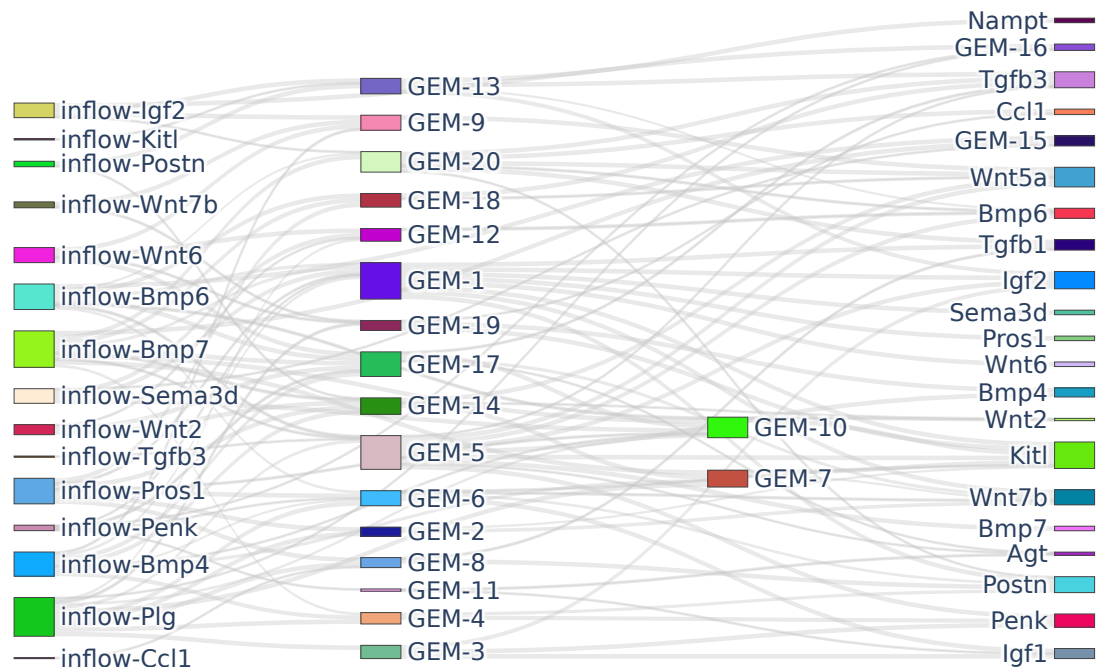 inflow-Igf2
inflow-Kitl
inflow-Postn
inflow-Wnt7b
inflow-Wnt6
inflow-Bmp6
inflow-Bmp7
inflow-Sema3d
inflow-Wnt2
inflow-Tgfb3
inflow-Pros1
inflow-Penk
inflow-Bmp4
inflow-Plg
inflow-Ccl1
GEM-13
GEM-9
GEM-20
GEM-18
GEM-12
GEM-1
GEM-19
GEM-17
GEM-14
GEM-5
GEM-6
GEM-2
GEM-8
GEM-11
GEM-4
GEM-3
GEM-10
GEM-7
Nampt
GEM-16
Tgfb3
Ccl1
GEM-15
Wnt5a
Bmp6
Tgfb1
Igf2
Sema3d
Pros1
Wnt6
Bmp4
Wnt2
Kitl
Wnt7b
Bmp7
Agt
Postn
Penk
Igf1